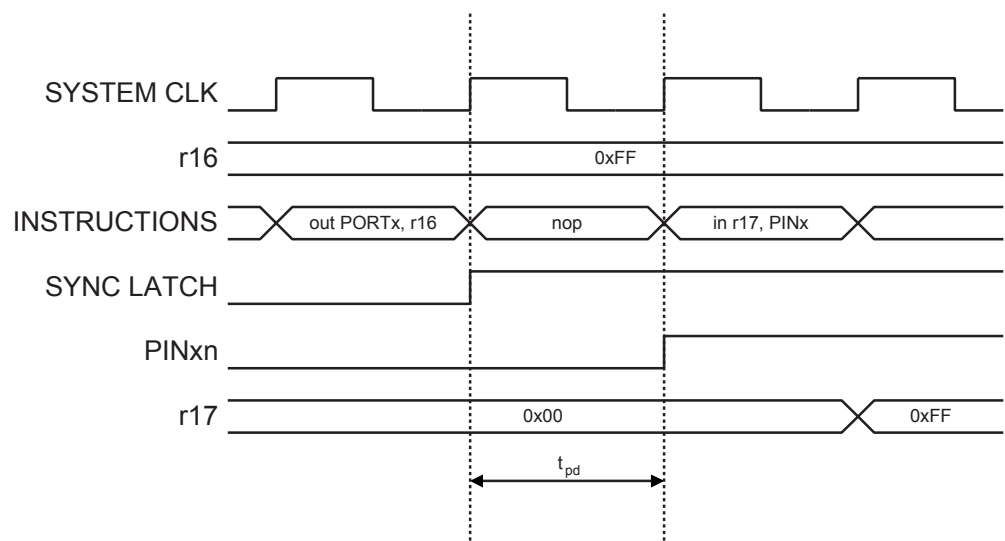 SYSTEM CLK
r16
0xFF
INSTRUCTIONS
out PORTx, r16
nop
in r17, PINx
SYNC LATCH
PINxn
r17
0x00
0xFF
tpd